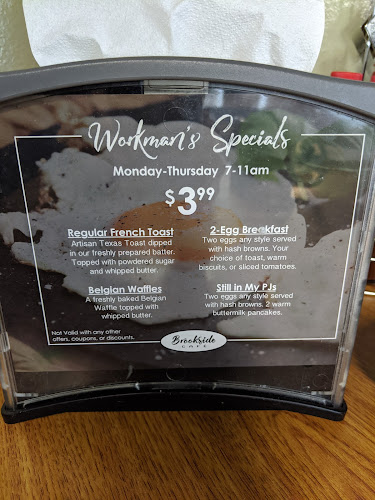 Workman's Specials
Monday-Thursday 7-11am
$3.99
Regular French Toast
Artisan Texas Toast dipped
in our freshly prepared batter.
Topped with powdered sugar
and whipped butter.
2-Egg Breakfast
Two eggs any style served
with hash browns. Your
choice of toast, warm
biscuits, or sliced tomatoes.
Belgian Waffles
A freshly baked Belgian
Waffle topped with
whipped butter.
Still in My PJs
Two eggs any style served
with hash browns. 2 warm
buttermilk pancakes.
Not Valid with any other
offers, coupons, or discounts.
Brookside
CAFE